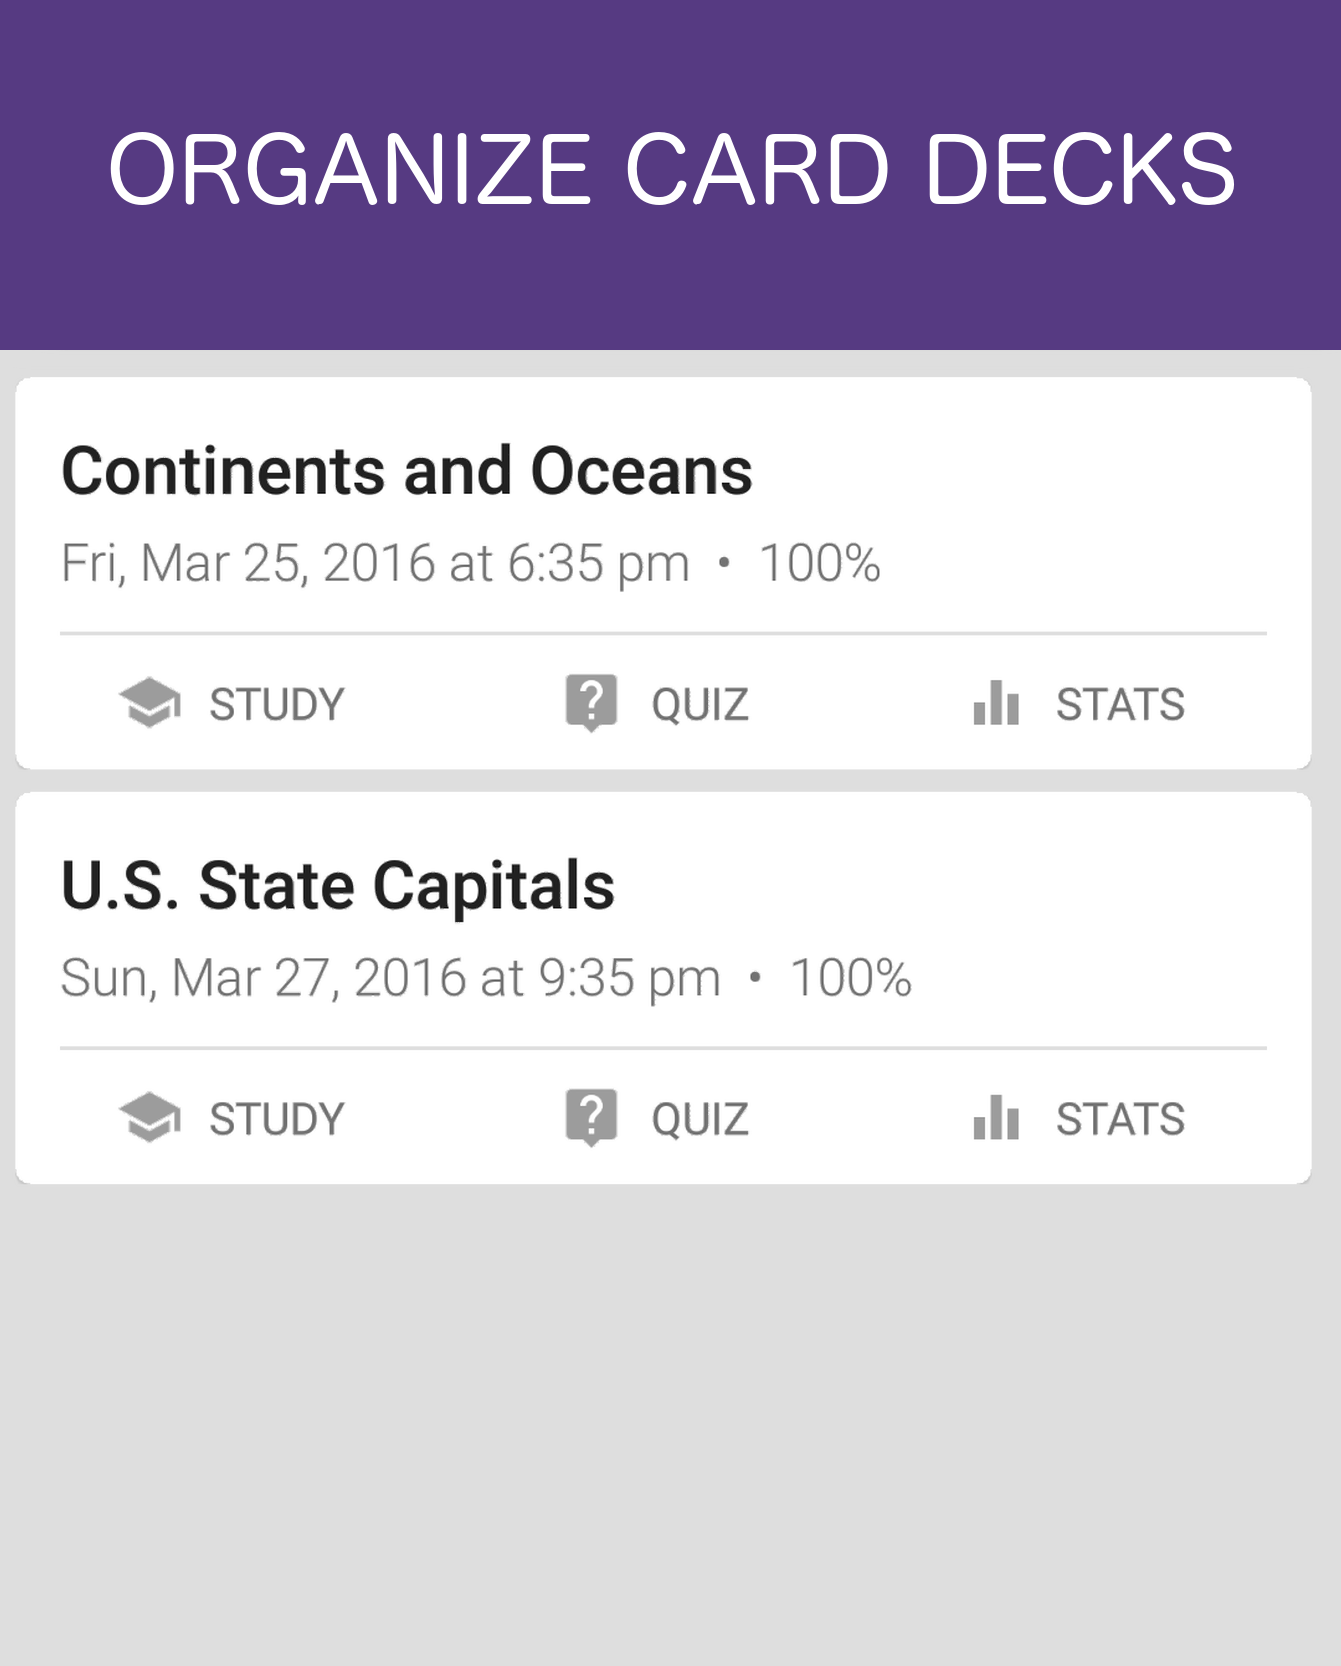 ORGANIZE CARD DECKS
Continents and Oceans
Fri, Mar 25, 2016 at 6:35 pm • 100%
STUDY QUIZ STATS
U.S. State Capitals
Sun, Mar 27, 2016 at 9:35 pm • 100%
STUDY QUIZ STATS